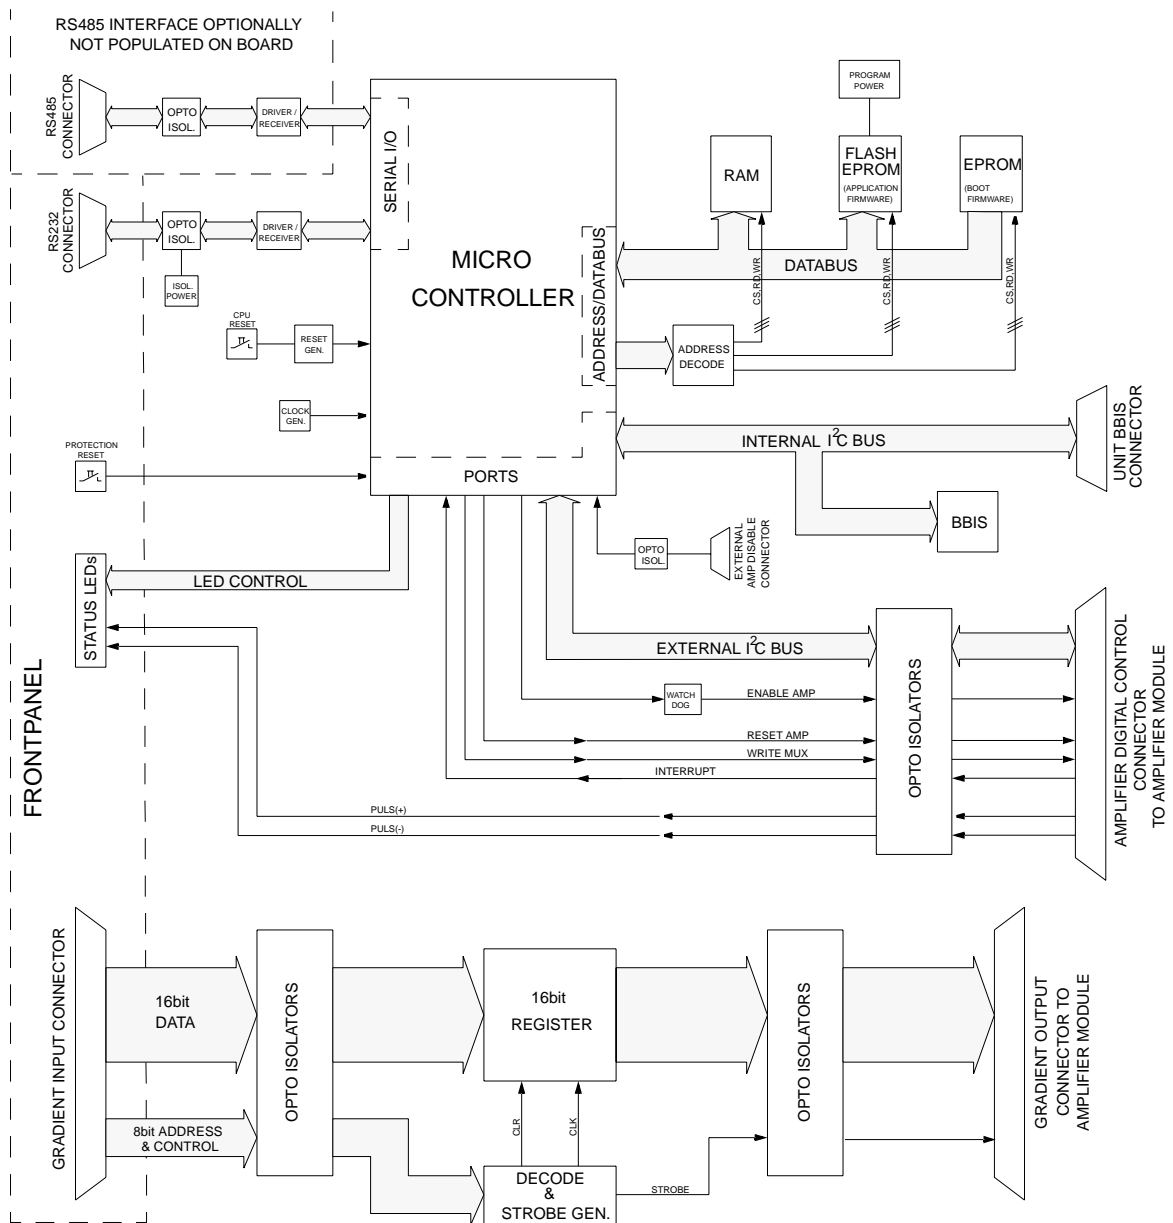 RS485 INTERFACE OPTIONALLY
NOT POPULATED ON BOARD
RS485
CONNECTOR
OPTO
ISOL.
DRIVER /
RECEIVER
SERIAL I/O
RS232
CONNECTOR
OPTO
ISOL.
DRIVER /
RECEIVER
ISOL.
POWER
MICRO
CONTROLLER
ADDRESS/DATABUS
PROGRAM
POWER
RAM
FLASH
EPROM
(APPLICATION
FIRMWARE)
EPROM
(BOOT
FIRMWARE)
DATABUS
CS,RD,WR
CS,RD,WR
CS,RD,WR
CPU
RESET
RESET
GEN.
ADDRESS
DECODE
CLOCK
GEN.
PROTECTION
RESET
PORTS
INTERNAL I2C BUS
UNIT BBIS
CONNECTOR
BBIS
OPTO
ISOL.
EXTERNAL
AMP DISABLE
CONNECTOR
STATUS LEDs
LED CONTROL
EXTERNAL I2C BUS
WATCH
DOG
ENABLE AMP
RESET AMP
WRITE MUX
INTERRUPT
PULS(+)
PULS(-)
OPTO ISOLATORS
AMPLIFIER DIGITAL CONTROL
CONNECTOR
TO AMPLIFIER MODULE
FRONTPANEL
GRADIENT INPUT CONNECTOR
16bit
DATA
8bit ADDRESS
& CONTROL
OPTO ISOLATORS
16bit
REGISTER
CLR
CLK
DECODE
&
STROBE GEN.
STROBE
OPTO ISOLATORS
GRADIENT OUTPUT
CONNECTOR TO
AMPLIFIER MODULE